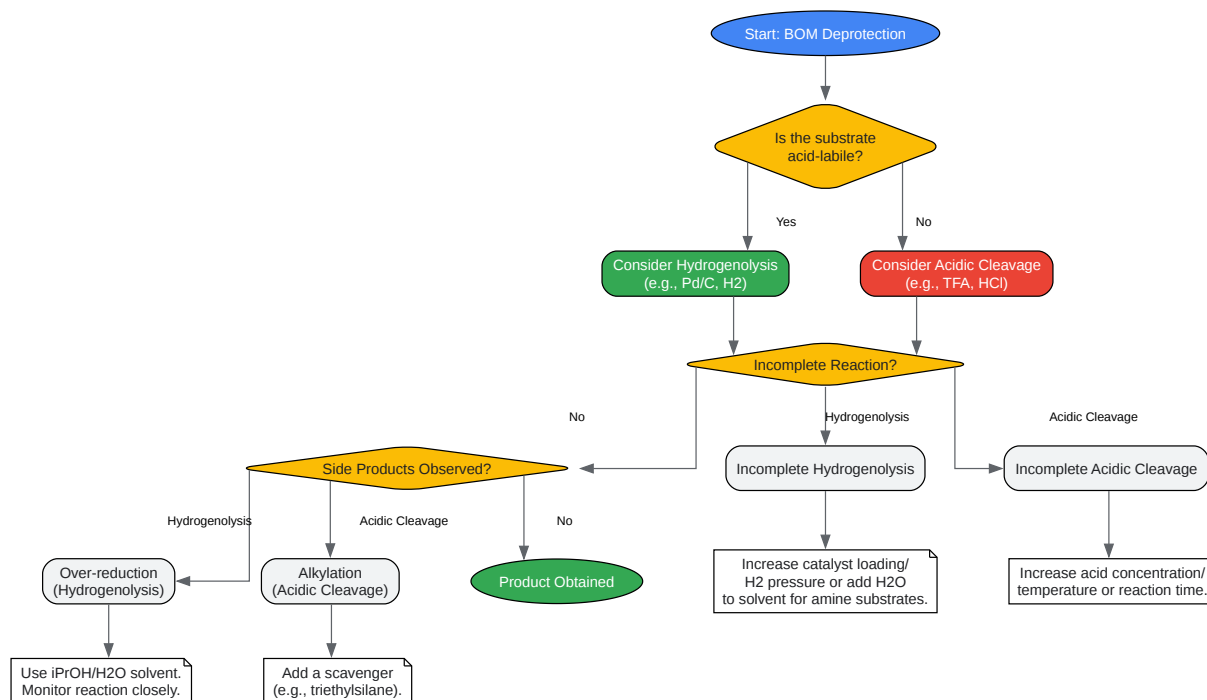 Start: BOM Deprotection
Is the substrate
acid-labile?
Yes
No
Consider Hydrogenolysis
(e.g., Pd/C, H2)
Consider Acidic Cleavage
(e.g., TFA, HCl)
Incomplete Reaction?
No
Hydrogenolysis
Acidic Cleavage
Side Products Observed?
Incomplete Hydrogenolysis
Incomplete Acidic Cleavage
Hydrogenolysis
Acidic Cleavage
No
Over-reduction
(Hydrogenolysis)
Alkylation
(Acidic Cleavage)
Product Obtained
Increase catalyst loading/
H2 pressure or add H2O
to solvent for amine substrates.
Increase acid concentration/
temperature or reaction time.
Use iPrOH/H2O solvent.
Monitor reaction closely.
Add a scavenger
(e.g., triethylsilane).